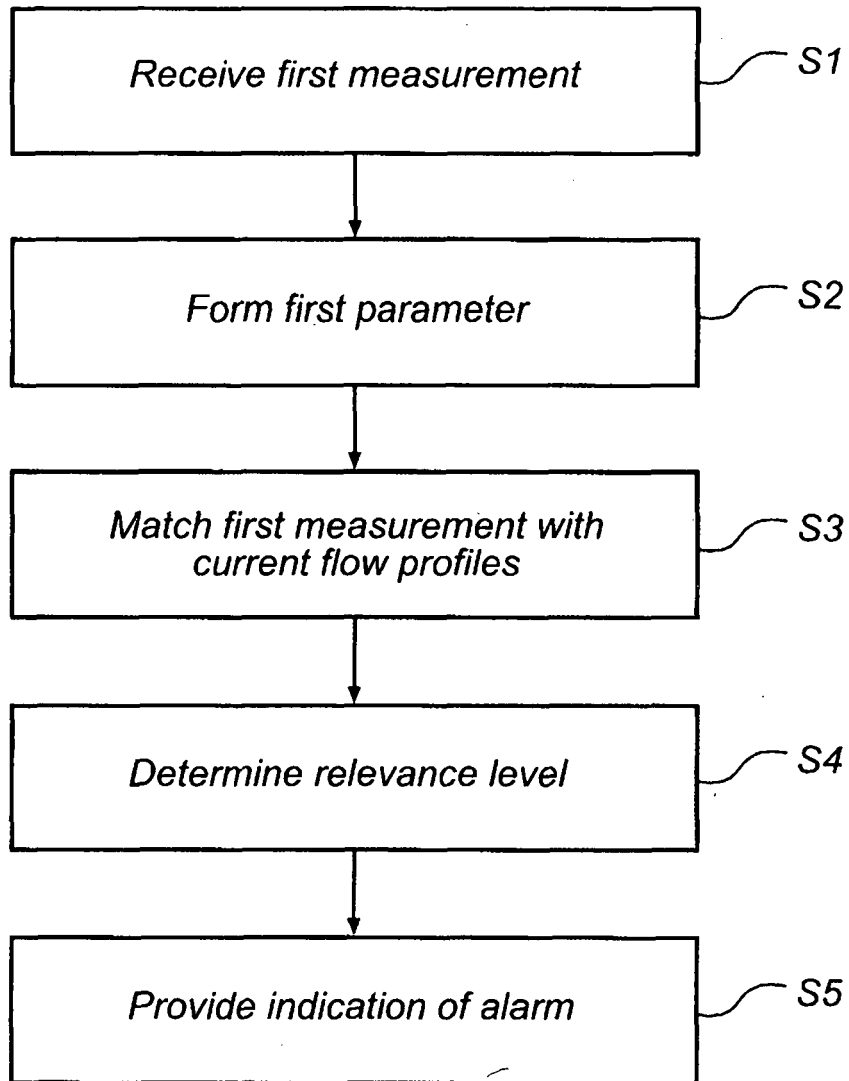 Receive first measurement
S1
Form first parameter
S2
Match first measurement with
current flow profiles
S3
Determine relevance level
S4
Provide indication of alarm
S5